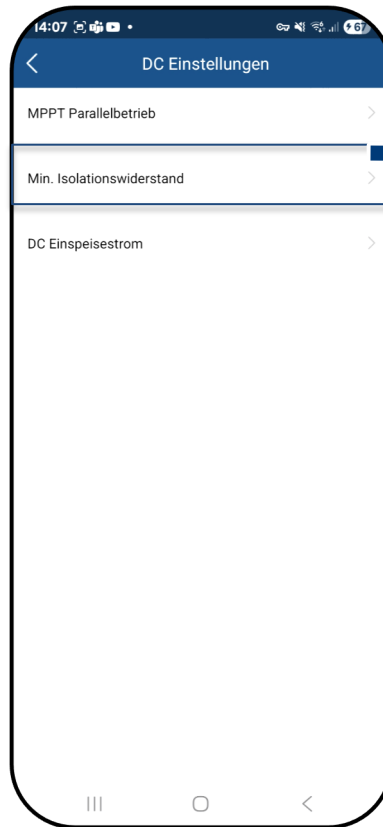 14:07
67
DC Einstellungen
MPPT Parallelbetrieb
Min. Isolationswiderstand
DC Einspeisestrom